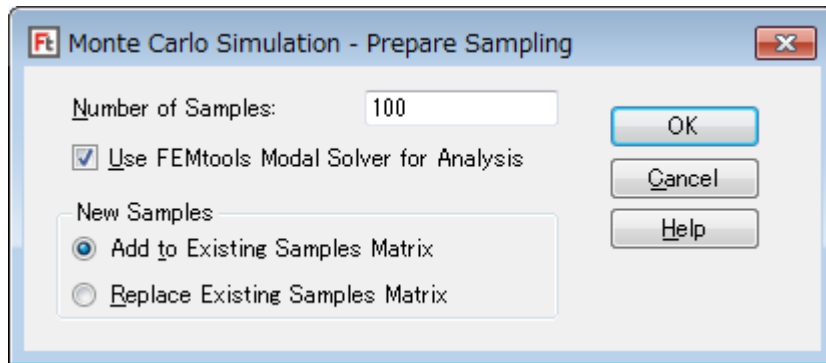 Ft Monte Carlo Simulation - Prepare Sampling
Number of Samples: 100
Use FEMtools Modal Solver for Analysis
New Samples
Add to Existing Samples Matrix
Replace Existing Samples Matrix
OK
Cancel
Help